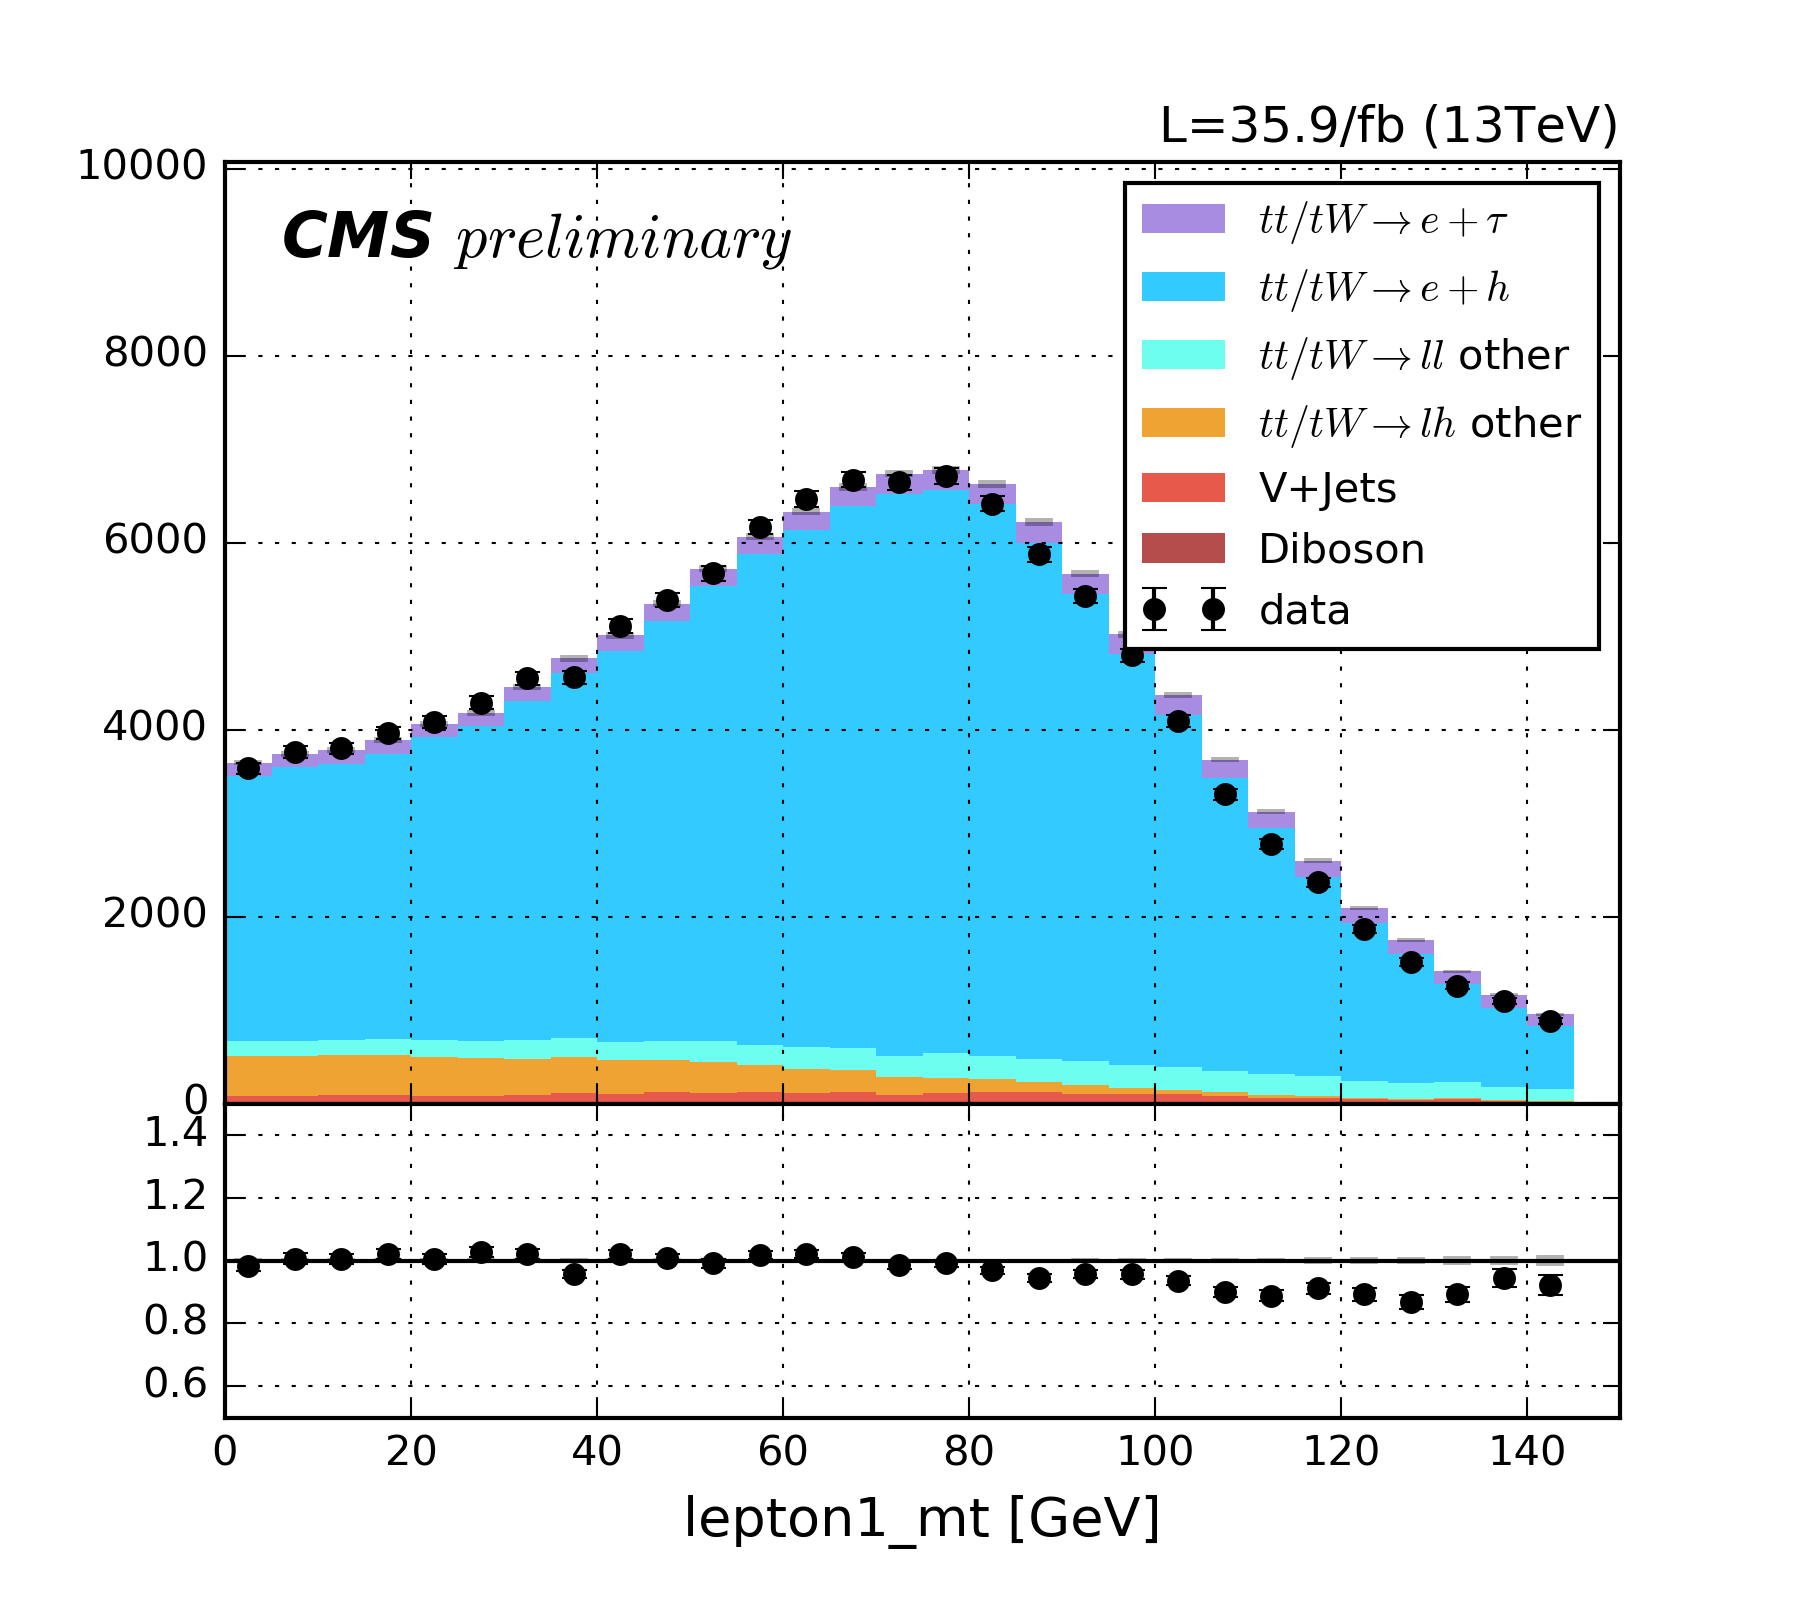 L=35.9/fb (13TeV)
CMS preliminary
10000
8000
6000
4000
2000
0
tt/tW → e + τ
tt/tW → e + h
tt/tW → ll other
tt/tW → lh other
V+Jets
Diboson
data
1.4
1.2
1.0
0.8
0.6
0 20 40 60 80 100 120 140
lepton1_mt [GeV]